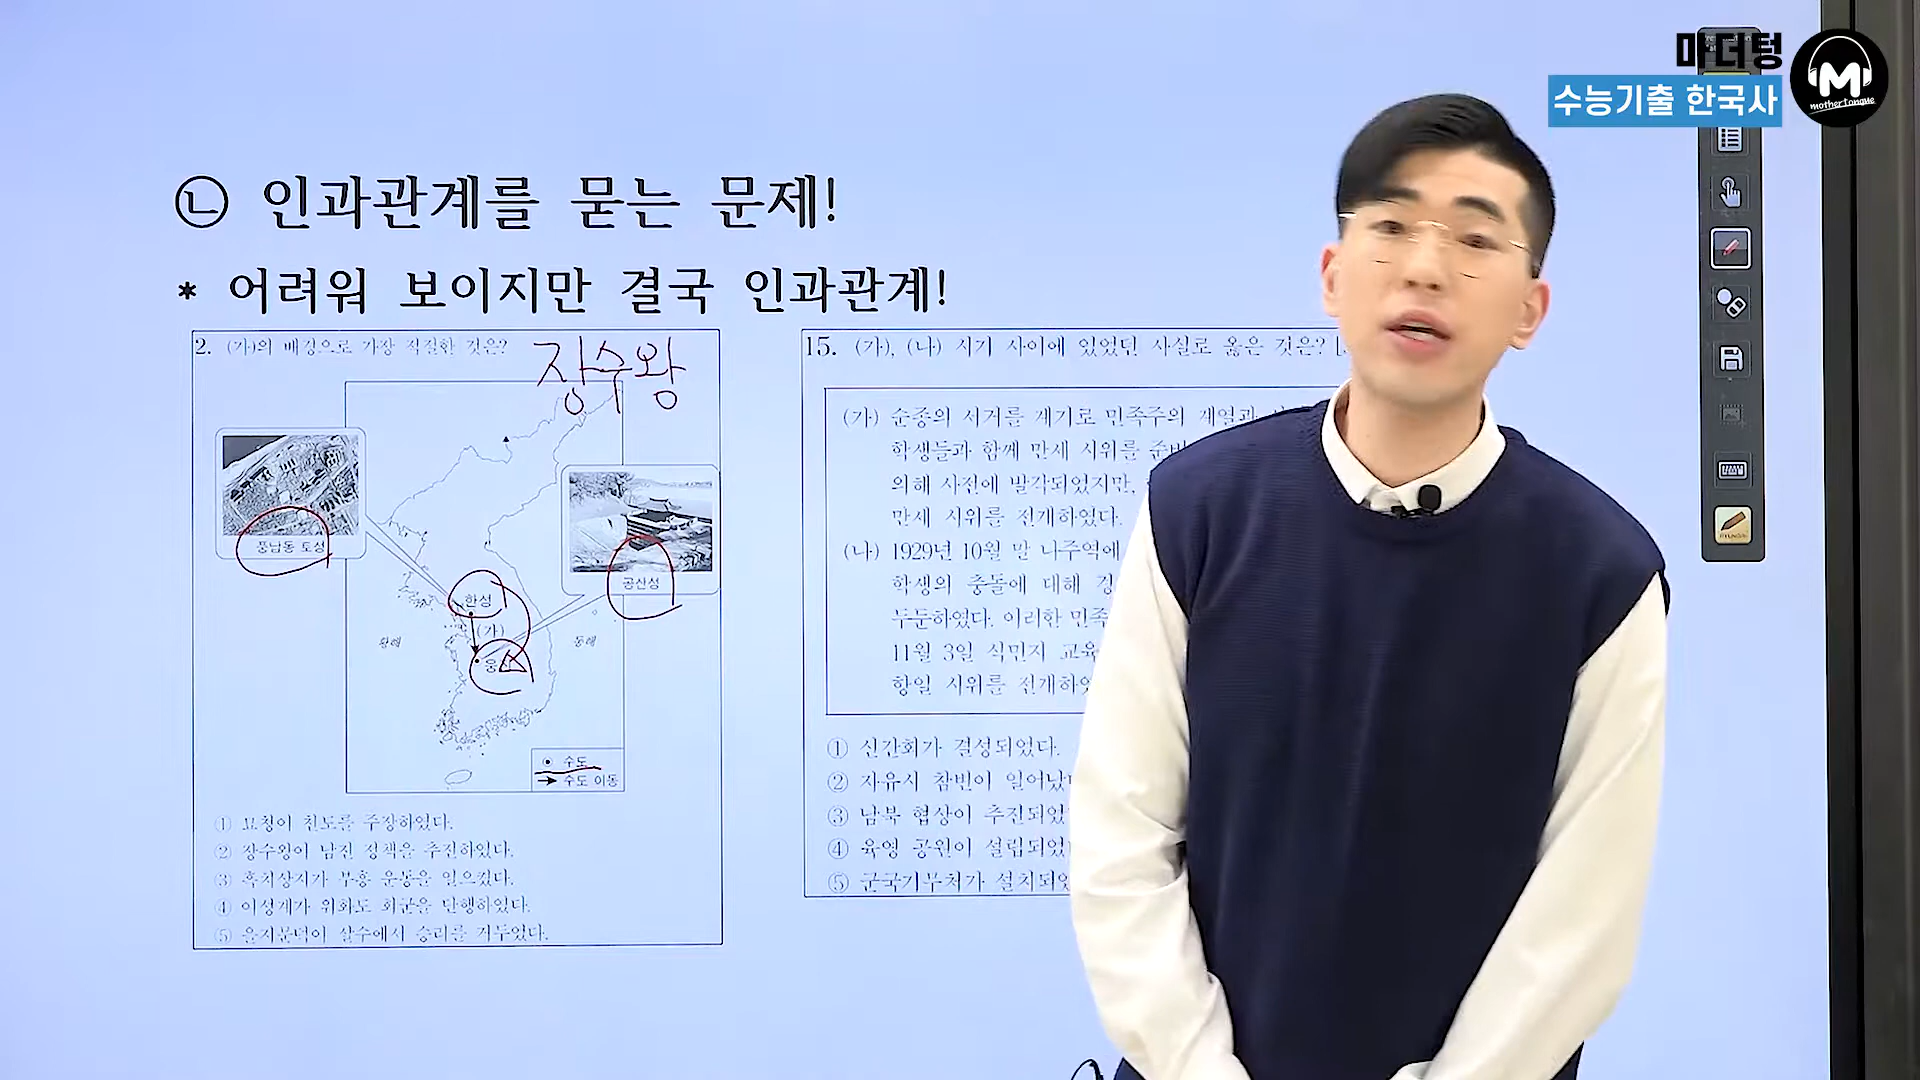 마더텅
수능기출 한국사
M
mothertongue
㉡ 인과관계를 묻는 문제!
* 어려워 보이지만 결국 인과관계!
2. (가)의 배경으로 가장 적절한 것은?
장수왕
풍납동 토성
공산성
한성
(가)
황해
동해
웅진
수도
수도 이동
① 묘청이 천도를 주장하였다.
② 장수왕이 남진 정책을 추진하였다.
③ 흑치상지가 부흥 운동을 일으켰다.
④ 이성계가 위화도 회군을 단행하였다.
⑤ 을지문덕이 살수에서 승리를 거두었다.
15. (가), (나) 시기 사이에 있었던 사실로 옳은 것은?
(가) 순종의 서거를 계기로 민족주의 계열과
학생들과 함께 만세 시위를 준비
의해 사전에 발각되었지만,
만세 시위를 전개하였다.
(나) 1929년 10월 말 나주역에
학생의 충돌에 대해 경
두둔하였다. 이러한 민족
11월 3일 식민지 교육
항일 시위를 전개하였
① 신간회가 결성되었다.
② 자유시 참변이 일어났
③ 남북 협상이 추진되었
④ 육영 공원이 설립되었
⑤ 군국기무처가 설치되었